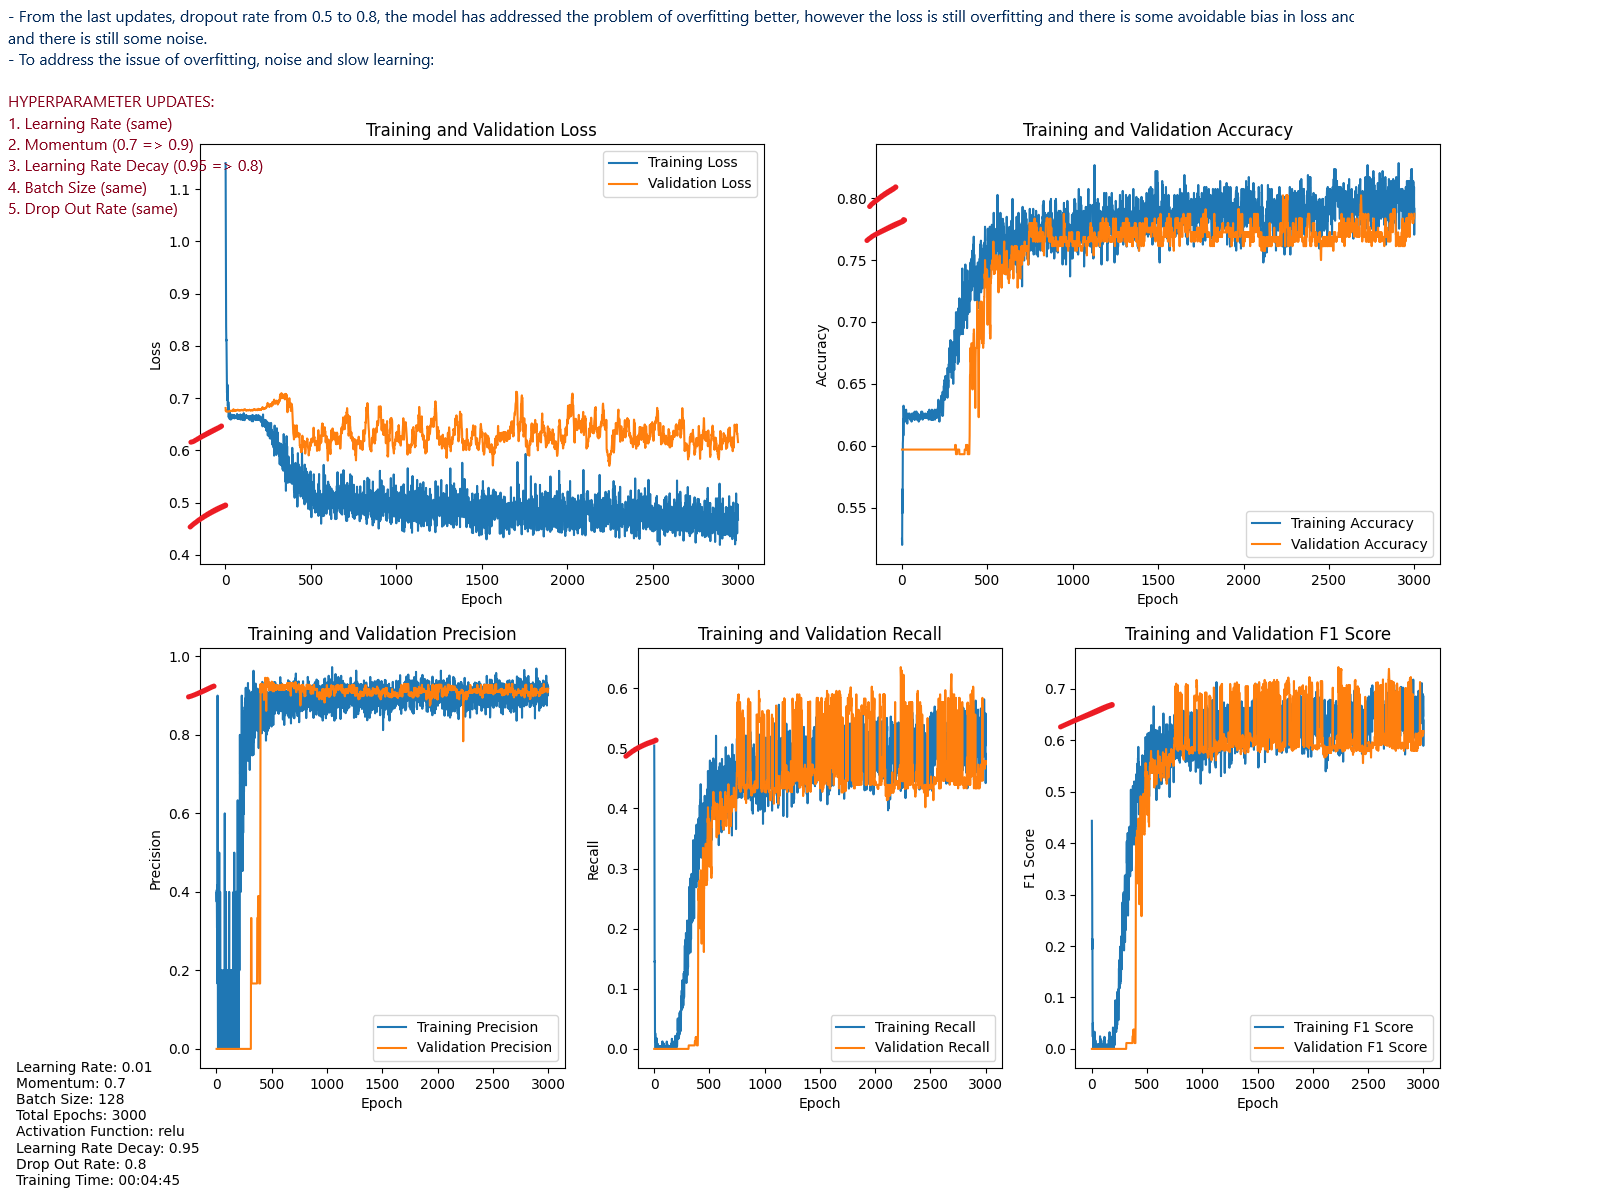 - From the last updates, dropout rate from 0.5 to 0.8, the model has addressed the problem of overfitting better, however the loss is still overfitting and there is some avoidable bias in loss
and there is still some noise.
- To address the issue of overfitting, noise and slow learning:
HYPERPARAMETER UPDATES:
1. Learning Rate (same)
2. Momentum (0.7 => 0.9)
3. Learning Rate Decay (0.95 => 0.8)
4. Batch Size (same)
5. Drop Out Rate (same)
Training and Validation Loss
Training Loss
Validation Loss
1.1
1.0
0.9
0.8
0.7
0.6
0.5
0.4
Loss
0 500 1000 1500 2000 2500 3000
Epoch
Training and Validation Accuracy
0.80
0.75
0.70
0.65
0.60
0.55
Accuracy
Training Accuracy
Validation Accuracy
0 500 1000 1500 2000 2500 3000
Epoch
Training and Validation Precision
1.0
0.8
0.6
0.4
0.2
0.0
Precision
Training Precision
Validation Precision
0 500 1000 1500 2000 2500 3000
Epoch
Training and Validation Recall
0.6
0.5
0.4
0.3
0.2
0.1
0.0
Recall
Training Recall
Validation Recall
0 500 1000 1500 2000 2500 3000
Epoch
Training and Validation F1 Score
0.7
0.6
0.5
0.4
0.3
0.2
0.1
0.0
F1 Score
Training F1 Score
Validation F1 Score
0 500 1000 1500 2000 2500 3000
Epoch
Learning Rate: 0.01
Momentum: 0.7
Batch Size: 128
Total Epochs: 3000
Activation Function: relu
Learning Rate Decay: 0.95
Drop Out Rate: 0.8
Training Time: 00:04:45